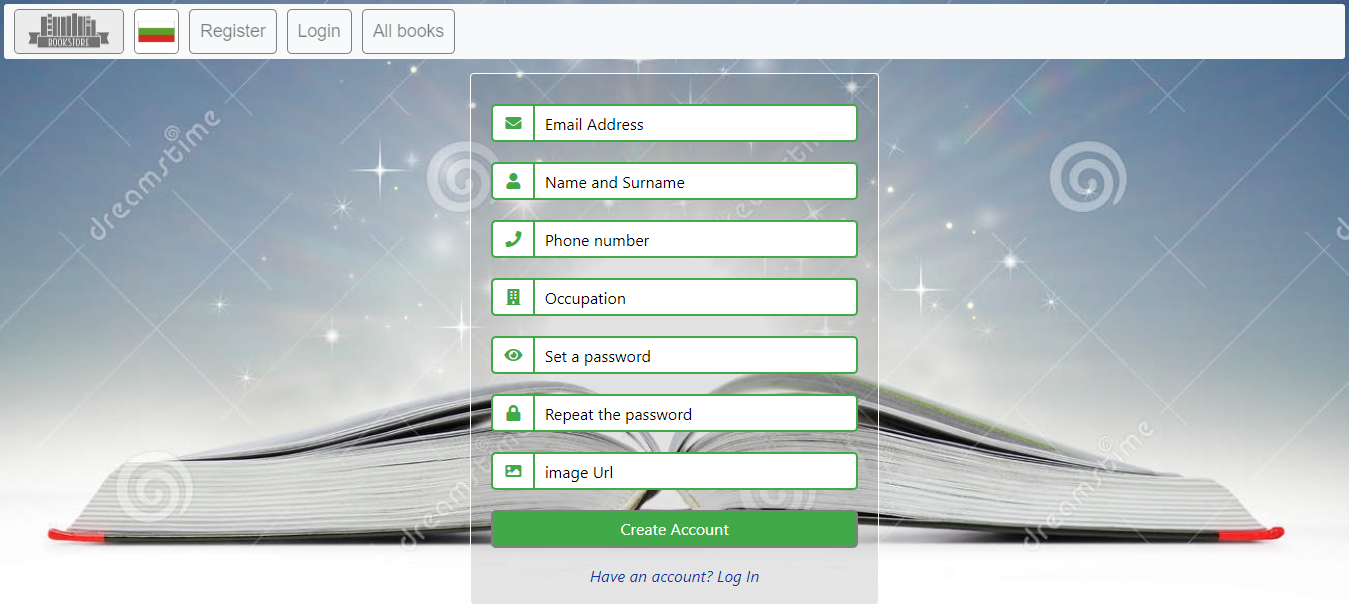 BOOKSTORE
Register
Login
All books
dreamstime
Email Address
Name and Surname
Phone number
Occupation
Set a password
Repeat the password
image Url
dreamstime
dreamstime
Create Account
Have an account? Log In